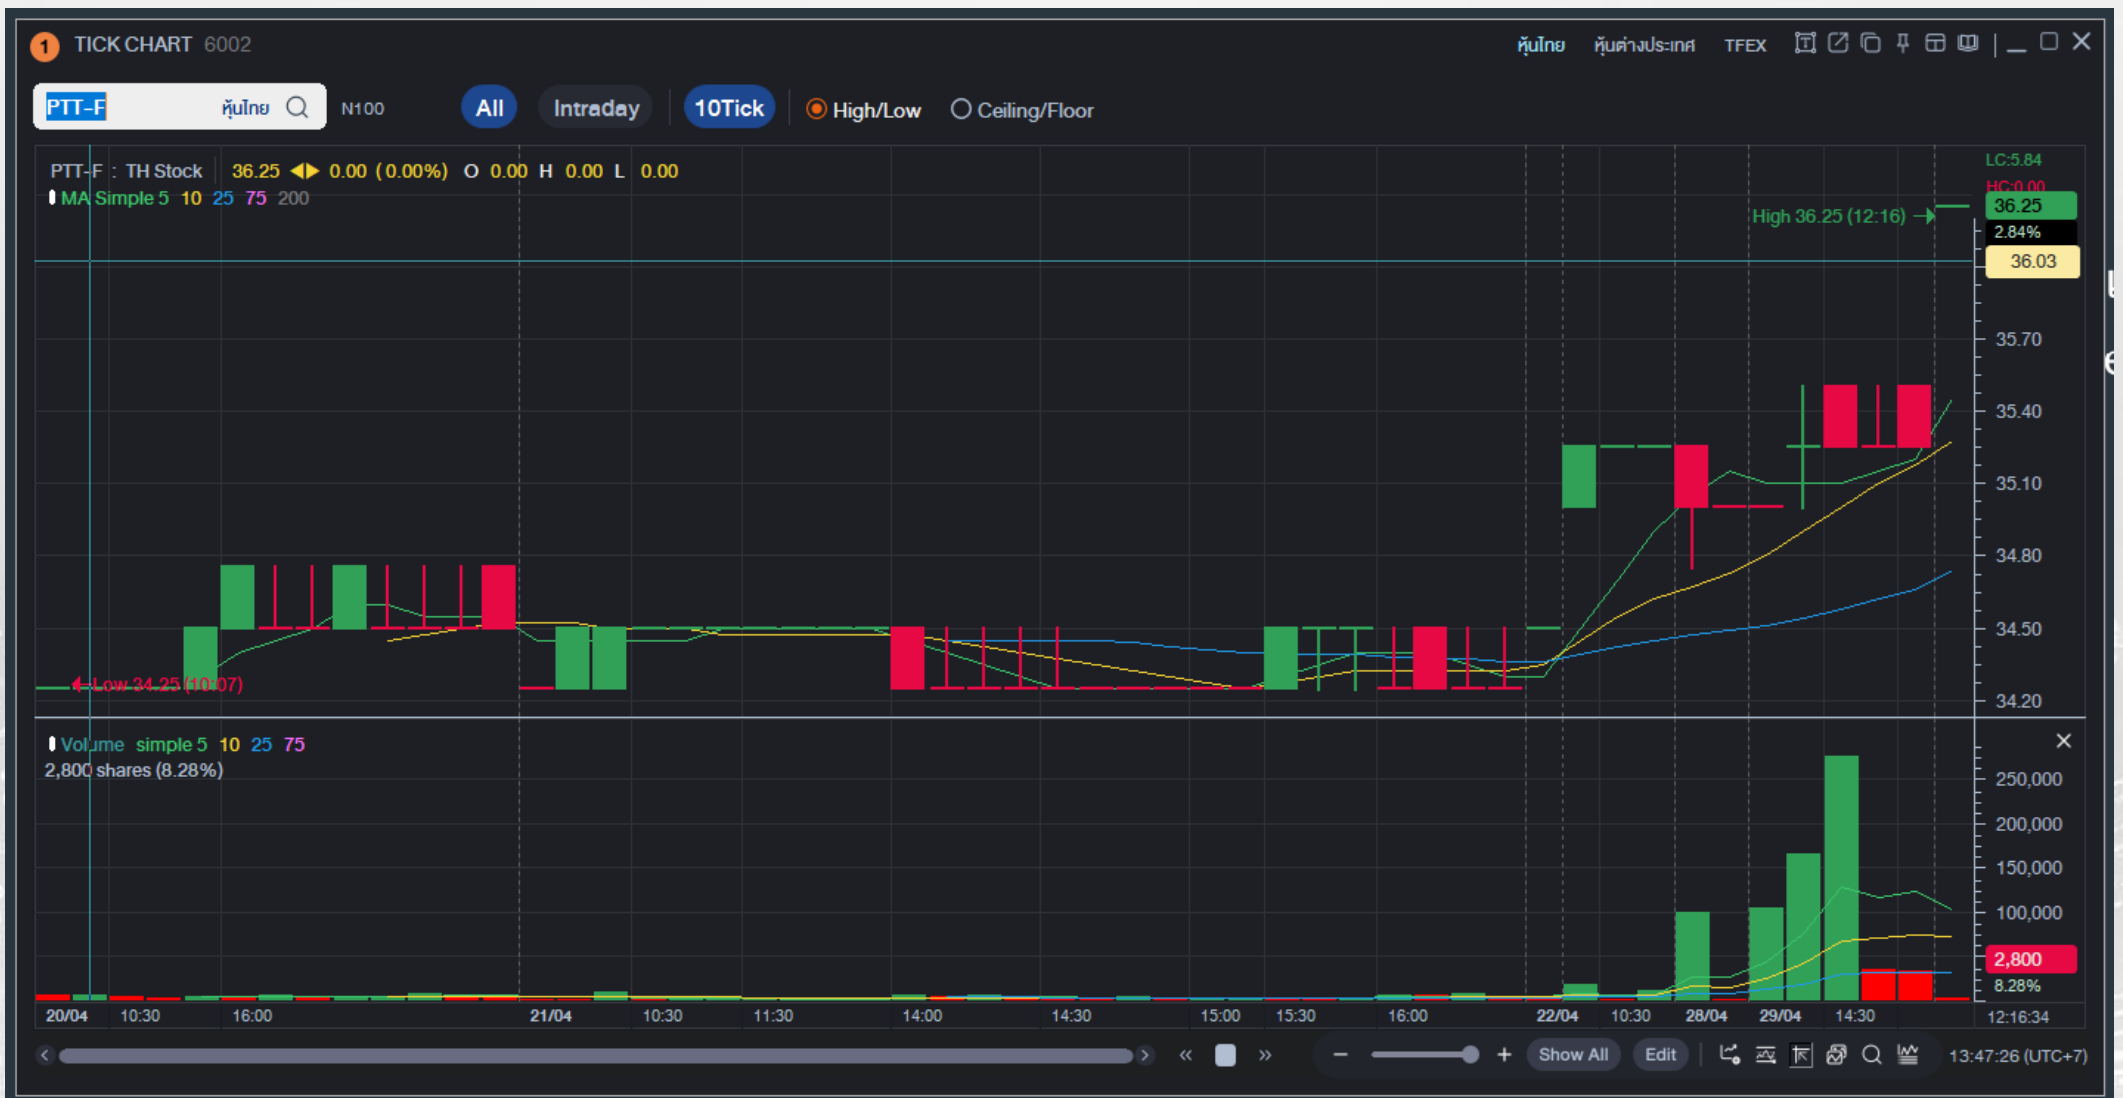 1 TICK CHART 6002 หุ้นไทย หุ้นต่างประเทศ TFEX
PTT-F หุ้นไทย N100 All Intraday 10Tick High/Low Ceiling/Floor
PTT-F : TH Stock 36.25 0.00 ( 0.00%) O 0.00 H 0.00 L 0.00
MA Simple 5 10 25 75 200
LC:5.84
HC:0.00
36.25
High 36.25 (12:16)
2.84%
36.03
35.70
35.40
35.10
34.80
34.50
Low 34.25 (10:07)
34.20
Volume simple 5 10 25 75
2,800 shares (8.28%)
250,000
200,000
150,000
100,000
2,800
8.28%
20/04 10:30 16:00 21/04 10:30 11:30 14:00 14:30 15:00 15:30 16:00 22/04 10:30 28/04 29/04 14:30 12:16:34
Show All Edit 13:47:26 (UTC+7)